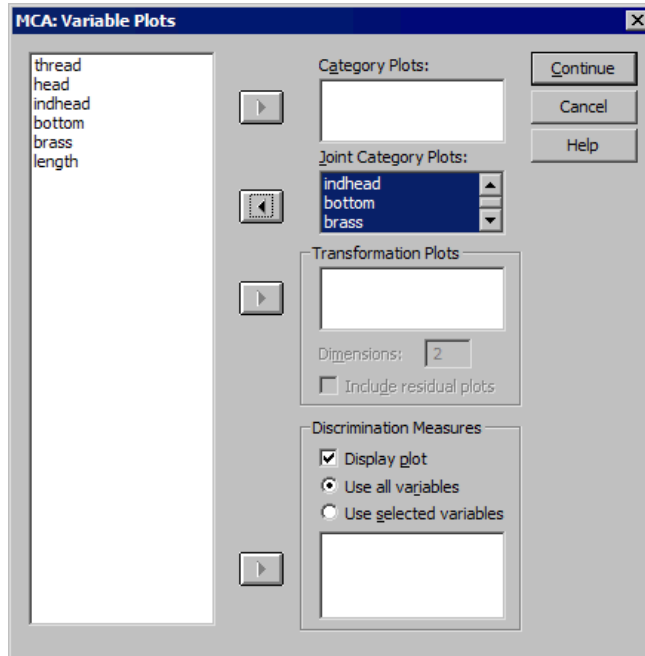 MCA: Variable Plots
thread
head
indhead
bottom
brass
length
Category Plots:
Joint Category Plots:
indhead
bottom
brass
Transformation Plots
Dimensions: 2
Include residual plots
Discrimination Measures
Display plot
Use all variables
Use selected variables
Continue
Cancel
Help